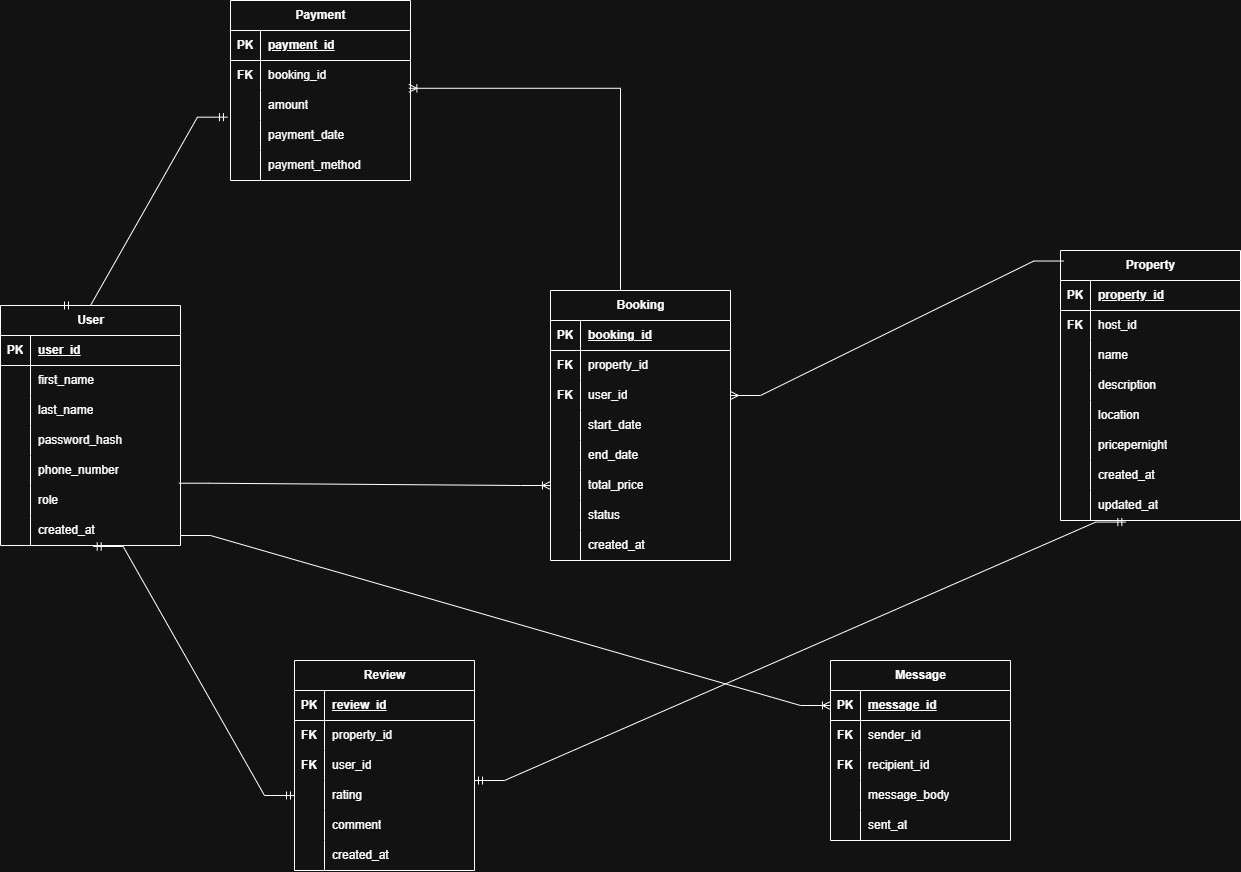 Payment
PK payment_id
FK booking_id
amount
payment_date
payment_method
Property
PK property_id
FK host_id
name
description
location
pricepernight
created_at
updated_at
Booking
PK booking_id
FK property_id
FK user_id
start_date
end_date
total_price
status
created_at
User
PK user_id
first_name
last_name
password_hash
phone_number
role
created_at
Review
PK review_id
FK property_id
FK user_id
rating
comment
created_at
Message
PK message_id
FK sender_id
FK recipient_id
message_body
sent_at